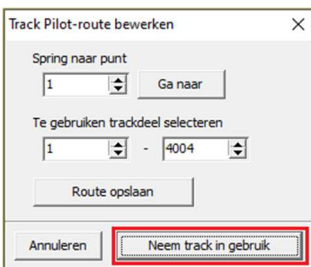 Track Pilot-route bewerken
Spring naar punt
1 Ga naar
Te gebruiken trackdeel selecteren
1 - 4004
Route opslaan
Annuleren Neem track in gebruik